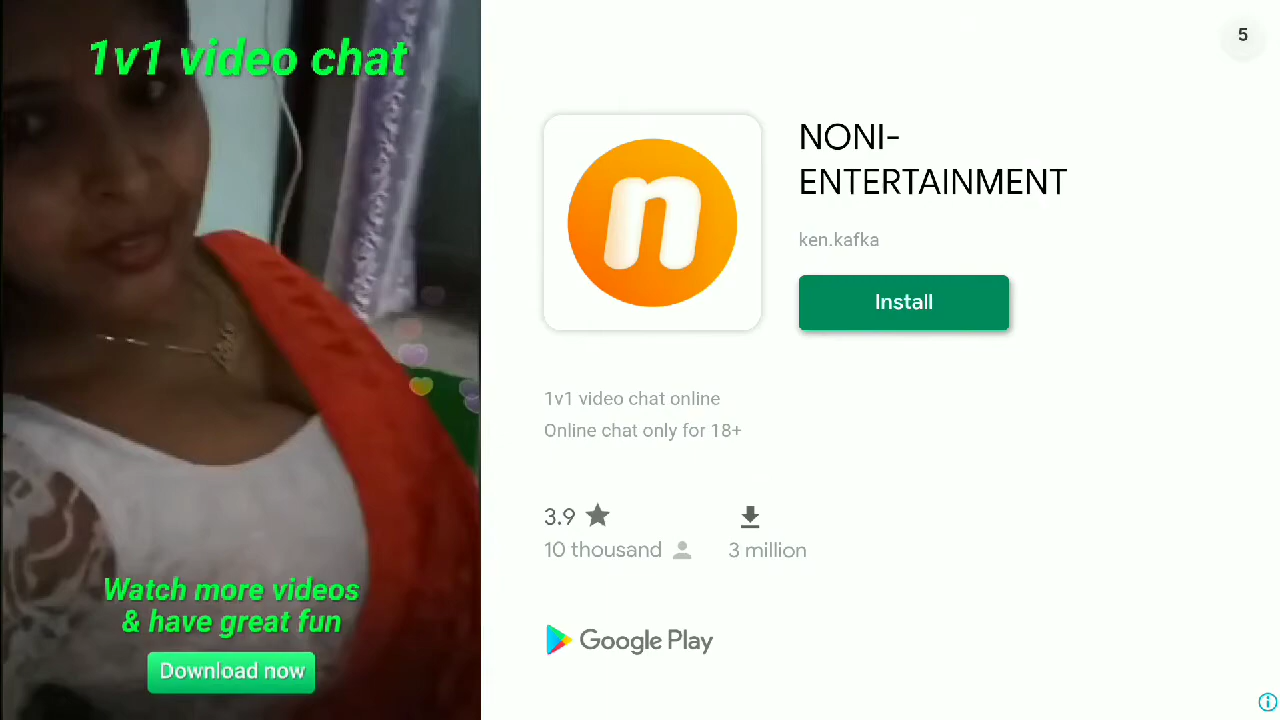 1v1 video chat
Watch more videos
& have great fun
Download now
5
n
NONI-
ENTERTAINMENT
ken.kafka
Install
1v1 video chat online
Online chat only for 18+
3.9
10 thousand
3 million
Google Play